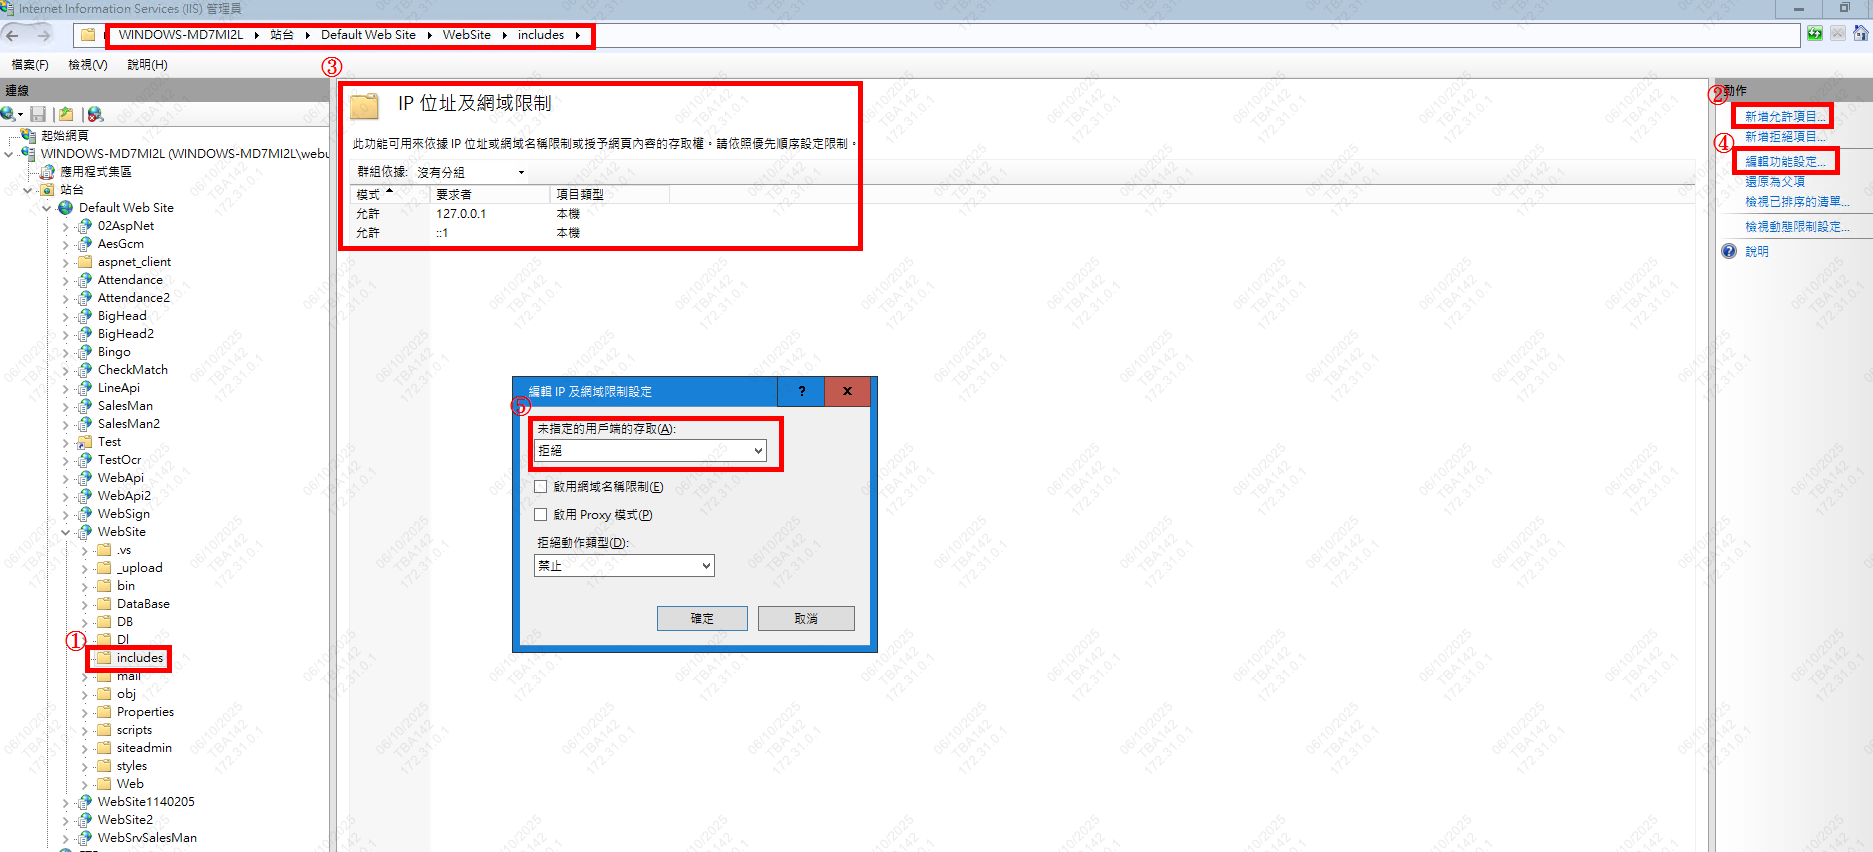 Internet Information Services (IIS) 管理員
WINDOWS-MD7MI2L ▸ 站台 ▸ Default Web Site ▸ WebSite ▸ includes ▸
檔案(F) 檢視(V) 說明(H)
連線
起始網頁
WINDOWS-MD7MI2L (WINDOWS-MD7MI2L\webu
應用程式集區
站台
Default Web Site
02AspNet
AesGcm
aspnet_client
Attendance
Attendance2
BigHead
BigHead2
Bingo
CheckMatch
LineApi
SalesMan
SalesMan2
Test
TestOcr
WebApi
WebApi2
WebSign
WebSite
.vs
_upload
bin
DataBase
DB
DI
①
includes
mail
obj
Properties
scripts
siteadmin
styles
Web
WebSite1140205
WebSite2
WebSrvSalesMan
③
IP 位址及網域限制
此功能可用來依據 IP 位址或網域名稱限制或授予網頁內容的存取權。請依照優先順序設定限制。
群組依據: 沒有分組
模式 要求者 項目類型
允許 127.0.0.1 本機
允許 ::1 本機
編輯 IP 及網域限制設定
? x
⑤
未指定的用戶端的存取(A):
拒絕
啟用網域名稱限制(E)
啟用 Proxy 模式(P)
拒絕動作類型(D):
禁止
確定 取消
動作
②
新增允許項目...
新增拒絕項目...
④
編輯功能設定...
還原為父項
檢視已排序的清單...
檢視動態限制設定...
說明
06/10/2025
TBA142
172.31.0.1